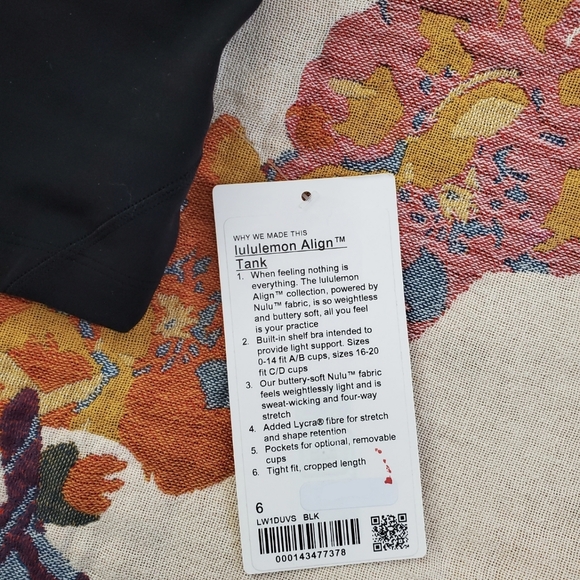 WHY WE MADE THIS
lululemon Align™
Tank
1. When feeling nothing is
everything. The lululemon
Align™ collection, powered by
Nulu™ fabric, is so weightless
and buttery soft, all you feel
is your practice
2. Built-in shelf bra intended to
provide light support. Sizes
0-14 fit A/B cups, sizes 16-20
fit C/D cups
3. Our buttery-soft Nulu™ fabric
feels weightlessly light and is
sweat-wicking and four-way
stretch
4. Added Lycra® fibre for stretch
and shape retention
5. Pockets for optional, removable
cups
6. Tight fit, cropped length
6
LW1DUVS BLK
000143477378